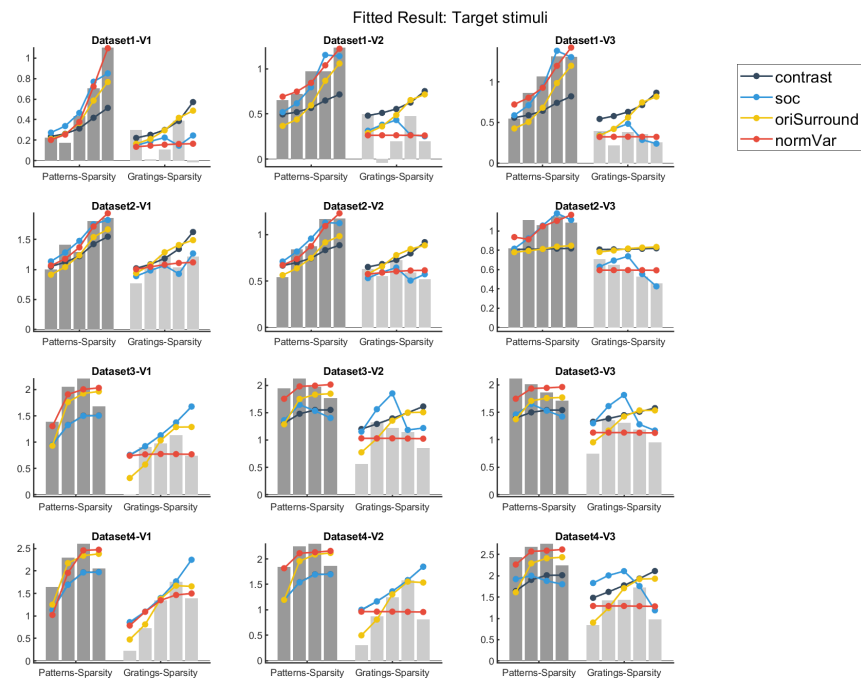 Fitted Result: Target stimuli
Dataset1-V1
1
0.8
0.6
0.4
0.2
0
Patterns-Sparsity
Gratings-Sparsity
Dataset1-V2
1
0.5
0
Patterns-Sparsity
Gratings-Sparsity
Dataset1-V3
1
0.5
0
Patterns-Sparsity
Gratings-Sparsity
contrast
soc
oriSurround
normVar
Dataset2-V1
1.5
1
0.5
0
Patterns-Sparsity
Gratings-Sparsity
Dataset2-V2
1
0.5
0
Patterns-Sparsity
Gratings-Sparsity
Dataset2-V3
1
0.8
0.6
0.4
0.2
0
Patterns-Sparsity
Gratings-Sparsity
Dataset3-V1
2
1.5
1
0.5
0
Patterns-Sparsity
Gratings-Sparsity
Dataset3-V2
2
1.5
1
0.5
0
Patterns-Sparsity
Gratings-Sparsity
Dataset3-V3
2
1.5
1
0.5
0
Patterns-Sparsity
Gratings-Sparsity
Dataset4-V1
2.5
2
1.5
1
0.5
0
Patterns-Sparsity
Gratings-Sparsity
Dataset4-V2
2
1.5
1
0.5
0
Patterns-Sparsity
Gratings-Sparsity
Dataset4-V3
2.5
2
1.5
1
0.5
0
Patterns-Sparsity
Gratings-Sparsity